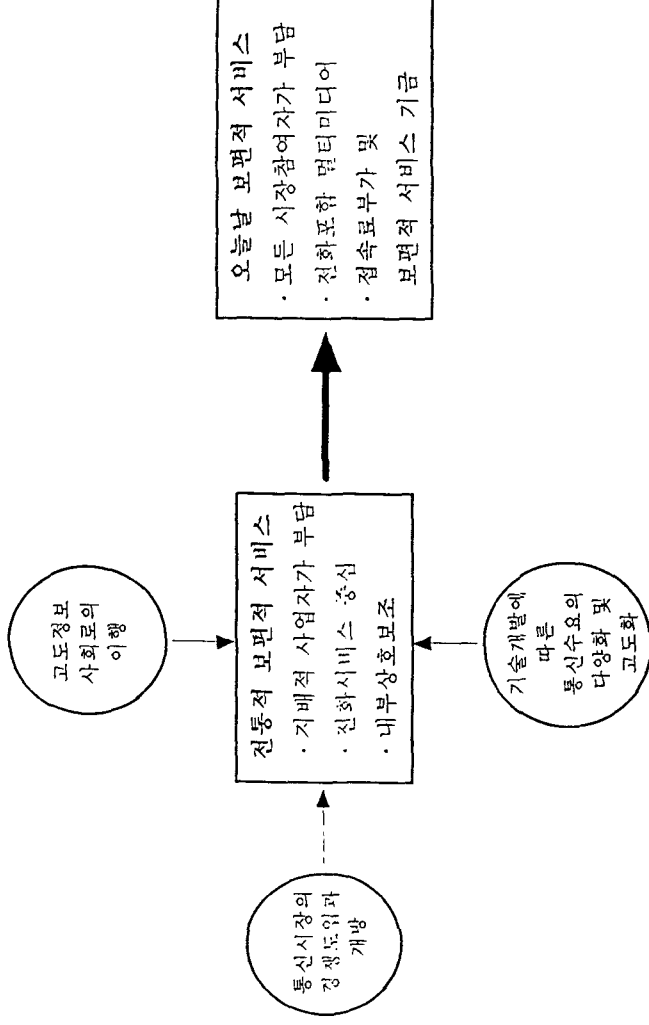 고도정보
사회로의
이행
통신시장의
경쟁도입과
개방
전통적 보편적 서비스
· 지배적 사업자가 부담
· 전화서비스 중심
· 내부상호보조
기술개발에
따른
통신수요의
다양화 및
고도화
오늘날 보편적 서비스
· 모든 시장참여자가 부담
· 전화포함 멀티미디어
· 접속료부가 및
보편적 서비스 기금